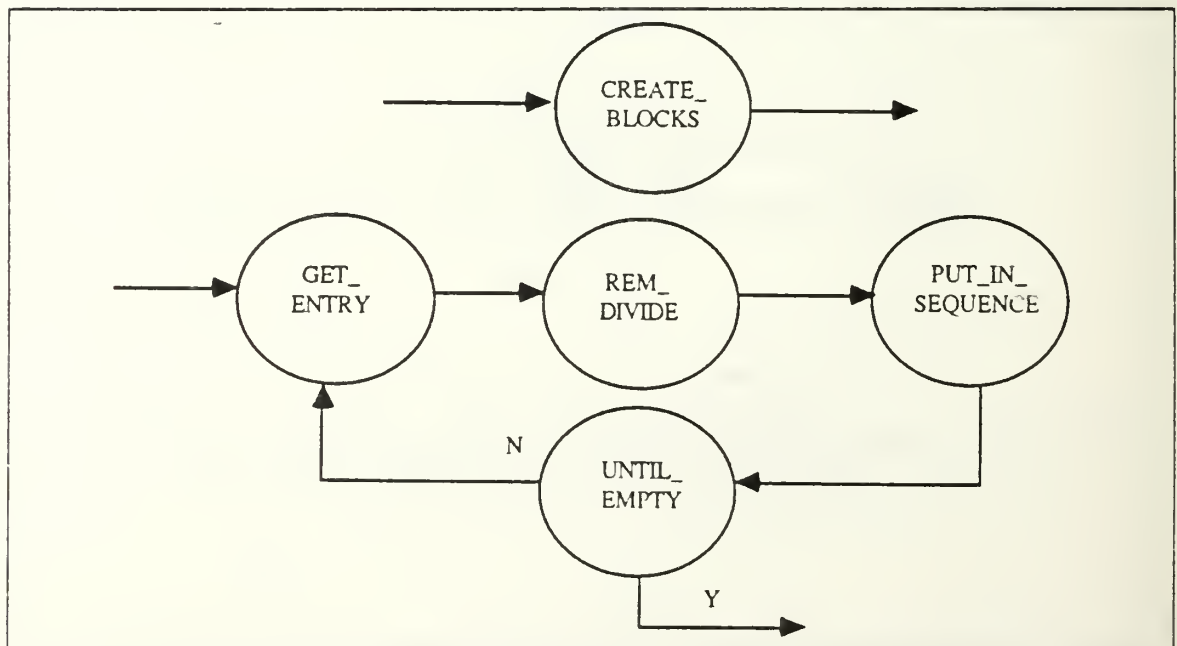 CREATE_
BLOCKS
GET_
ENTRY
REM_
DIVIDE
PUT_IN_
SEQUENCE
N
UNTIL_
EMPTY
Y